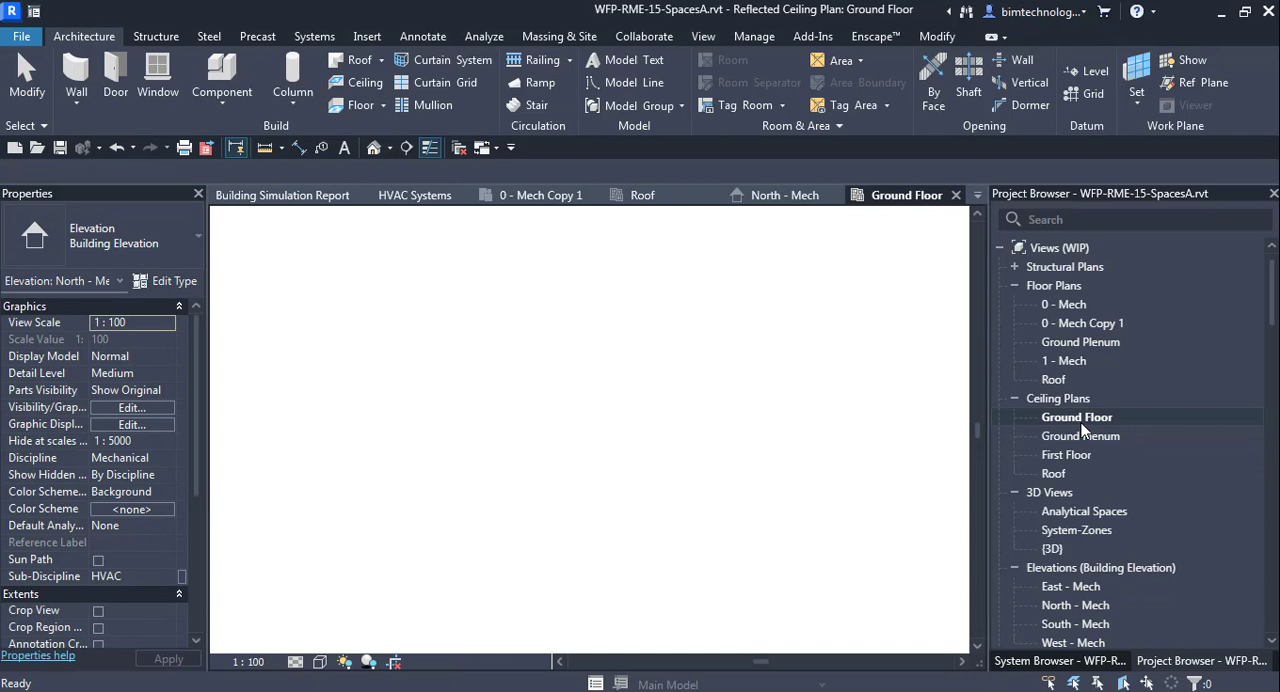 WFP-RME-15-SpacesA.rvt - Reflected Ceiling Plan: Ground Floor
bimtechnolog...
File Architecture Structure Steel Precast Systems Insert Annotate Analyze Massing & Site Collaborate View Manage Add-Ins Enscape™ Modify
Modify Wall Door Window Component Column
Roof Curtain System Railing Model Text Room Area By Face Shaft Wall Level Set Show
Ceiling Curtain Grid Ramp Model Line Room Separator Area Boundary Vertical Grid Ref Plane
Floor Mullion Stair Model Group Tag Room Tag Area Dormer Viewer
Select Build Circulation Model Room & Area Opening Datum Work Plane
Properties
Building Simulation Report HVAC Systems 0 - Mech Copy 1 Roof North - Mech Ground Floor
Project Browser - WFP-RME-15-SpacesA.rvt
Elevation
Building Elevation
Elevation: North - Me Edit Type
Graphics
View Scale 1 : 100
Scale Value 1: 100
Display Model Normal
Detail Level Medium
Parts Visibility Show Original
Visibility/Grap... Edit...
Graphic Displ... Edit...
Hide at scales ... 1 : 5000
Discipline Mechanical
Show Hidden ... By Discipline
Color Scheme... Background
Color Scheme <none>
Default Analy... None
Reference Label
Sun Path
Sub-Discipline HVAC
Extents
Crop View
Crop Region ...
Annotation Cr...
Properties help Apply
Search
Views (WIP)
Structural Plans
Floor Plans
0 - Mech
0 - Mech Copy 1
Ground Plenum
1 - Mech
Roof
Ceiling Plans
Ground Floor
Ground Plenum
First Floor
Roof
3D Views
Analytical Spaces
System-Zones
{3D}
Elevations (Building Elevation)
East - Mech
North - Mech
South - Mech
West - Mech
1 : 100
System Browser - WFP-R... Project Browser - WFP-R...
Ready Main Model :0